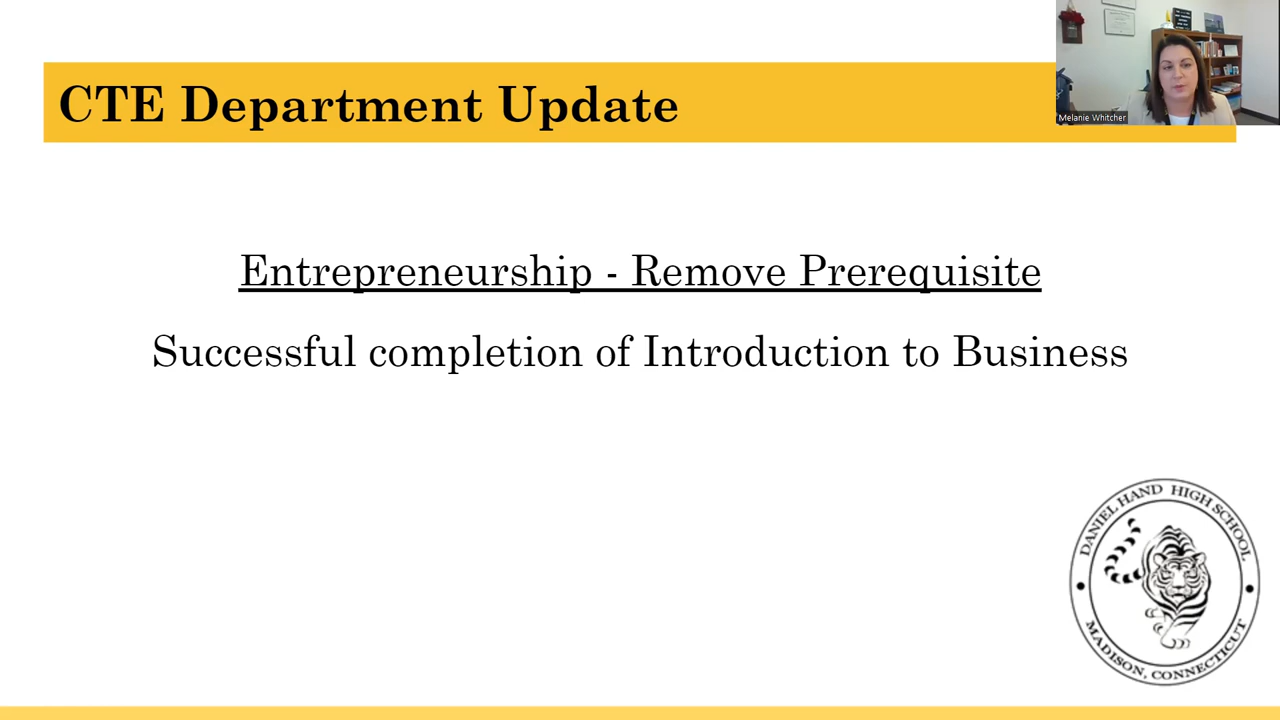 CTE Department Update
Melanie Whitcher
Entrepreneurship - Remove Prerequisite
Successful completion of Introduction to Business
DANIEL HAND HIGH SCHOOL
MADISON, CONNECTICUT